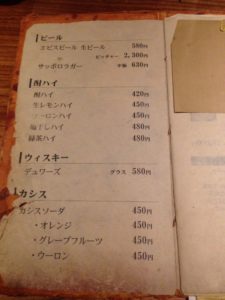 ビール
エビスビール 生ビール 580円
ピッチャー 2,300円
サッポロラガー 中瓶 630円
酎ハイ
酎ハイ 420円
生レモンハイ 450円
ーロンハイ 450円
梅干しハイ 480円
緑茶ハイ 480円
ウィスキー
デュワーズ グラス 580円
カシス
カシスソーダ 450円
・オレンジ 450円
・グレープフルーツ 450円
・ウーロン 450円